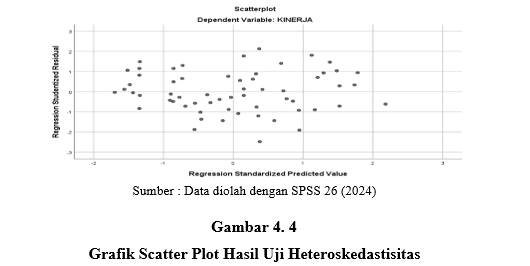 Scatterplot
Dependent Variable: KINERJA
Regression Studentized Residual
3
2
1
0
-1
-2
-3
-2
-1
0
1
2
3
Regression Standardized Predicted Value
Sumber : Data diolah dengan SPSS 26 (2024)
Gambar 4. 4
Grafik Scatter Plot Hasil Uji Heteroskedastisitas